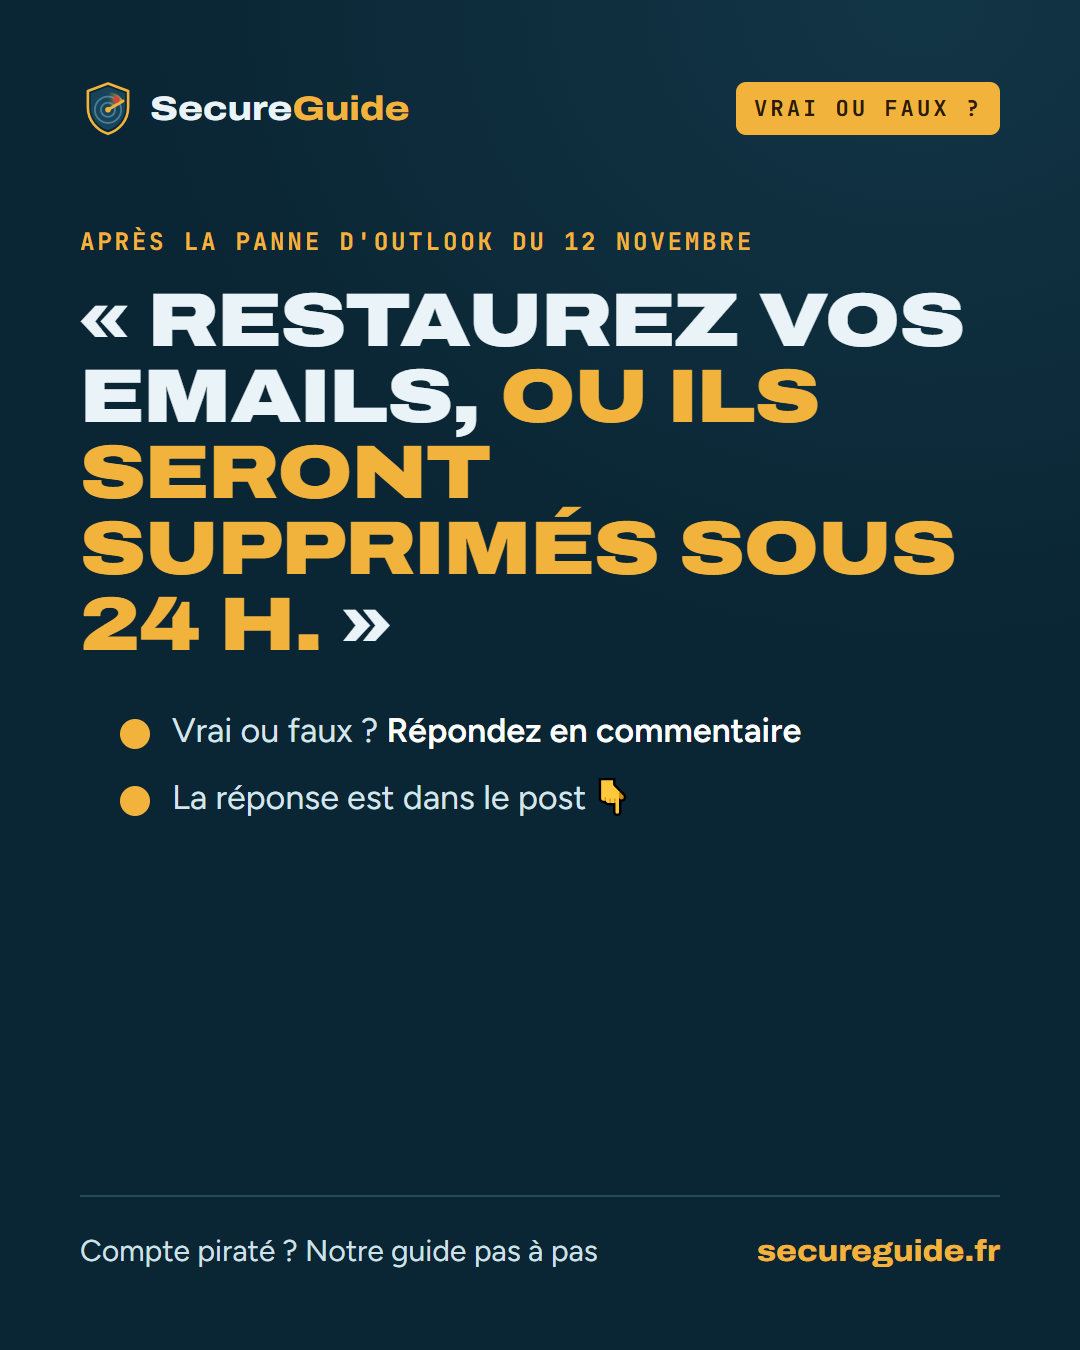 SecureGuide
VRAI OU FAUX ?
APRÈS LA PANNE D'OUTLOOK DU 12 NOVEMBRE
« RESTAUREZ VOS
EMAILS, OU ILS
SERONT
SUPPRIMÉS SOUS
24 H. »
Vrai ou faux ? Répondez en commentaire
La réponse est dans le post 👇
Compte piraté ? Notre guide pas à pas
secureguide.fr